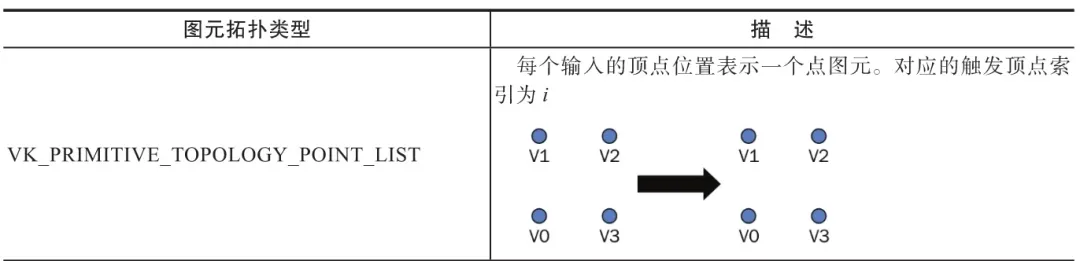 图元拓扑类型
描 述
VK_PRIMITIVE_TOPOLOGY_POINT_LIST
每个输入的顶点位置表示一个点图元。对应的触发顶点索
引为 i
V1 V2 V1 V2
V0 V3 V0 V3